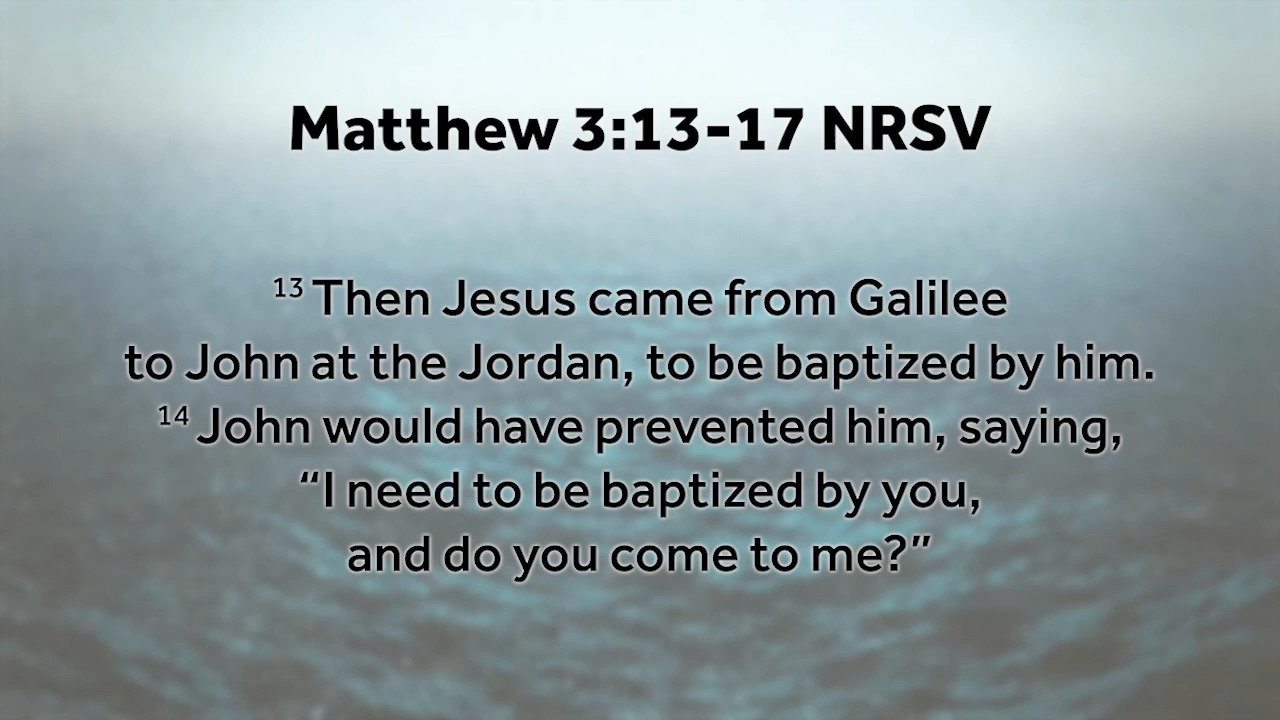 Matthew 3:13-17 NRSV
13 Then Jesus came from Galilee
to John at the Jordan, to be baptized by him.
14 John would have prevented him, saying,
“I need to be baptized by you,
and do you come to me?”